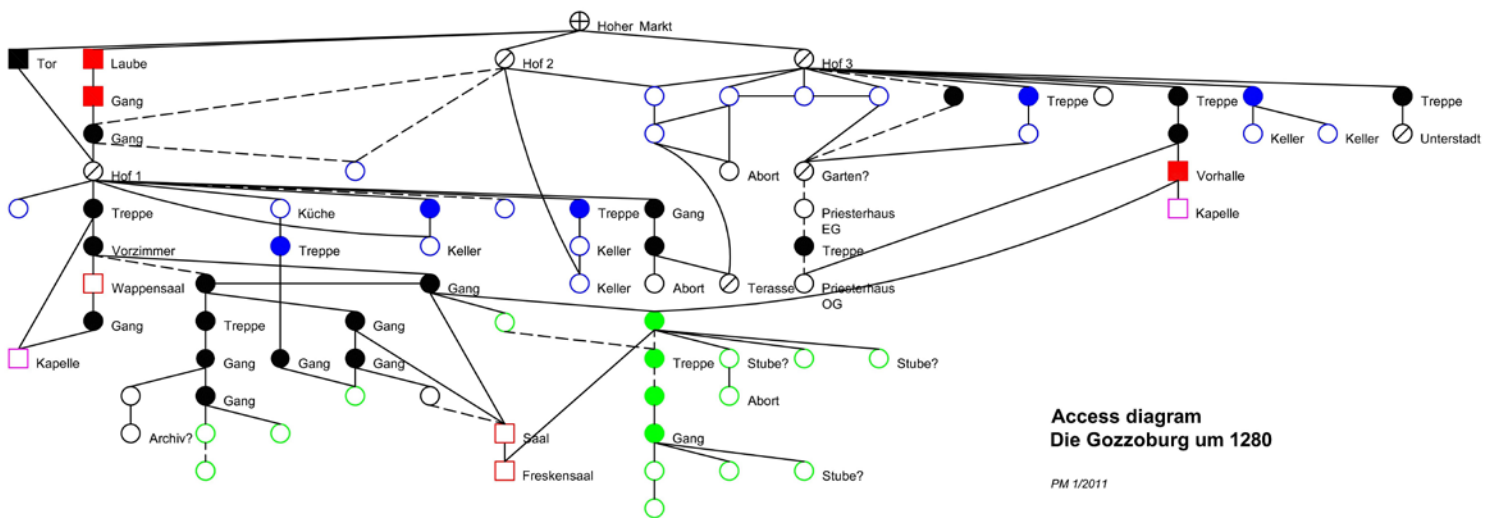 Hoher Markt
Tor
Laube
Hof 2
Hof 3
Gang
Treppe
Treppe
Treppe
Gang
Keller
Keller
Unterstadt
Hof 1
Abort
Garten?
Vorhalle
Treppe
Küche
Treppe
Gang
Priesterhaus
EG
Kapelle
Vorzimmer
Treppe
Keller
Keller
Treppe
Wappensaal
Gang
Keller
Abort
Terasse
Priesterhaus
OG
Gang
Treppe
Gang
Kapelle
Gang
Gang
Gang
Treppe
Stube?
Stube?
Gang
Abort
Archiv?
Saal
Gang
Freskensaal
Stube?
Access diagram
Die Gozzoburg um 1280
PM 1/2011